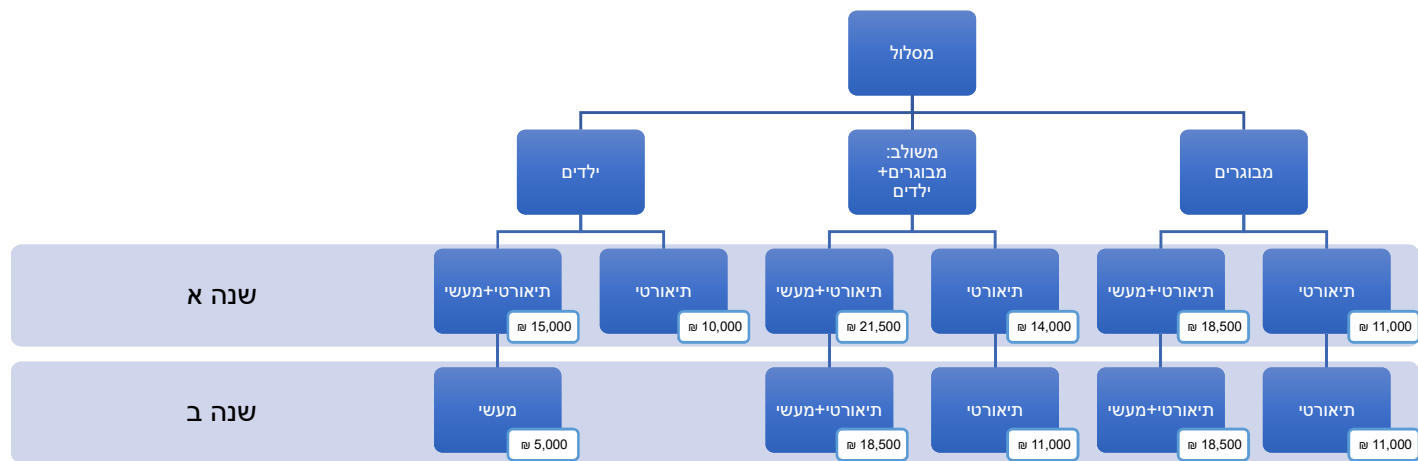 מסלול
מבוגרים
משולב:
מבוגרים+
ילדים
ילדים
שנה א
תיאורטי
11,000 ₪
תיאורטי+מעשי
18,500 ₪
תיאורטי
14,000 ₪
תיאורטי+מעשי
21,500 ₪
תיאורטי
10,000 ₪
תיאורטי+מעשי
15,000 ₪
שנה ב
תיאורטי
11,000 ₪
תיאורטי+מעשי
18,500 ₪
תיאורטי
11,000 ₪
תיאורטי+מעשי
18,500 ₪
מעשי
5,000 ₪